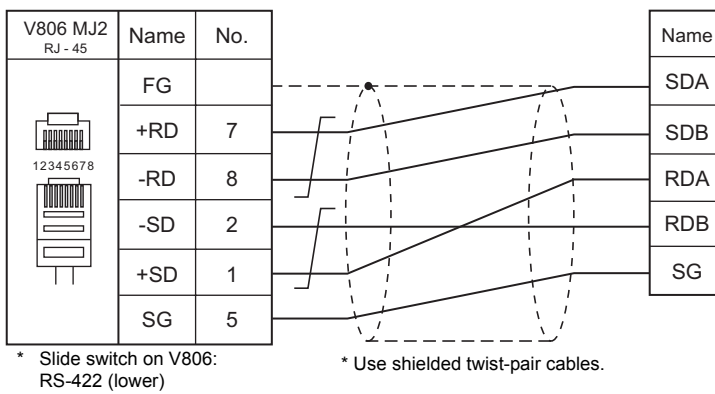 V806 MJ2 Name No.
RJ - 45
Name
FG
SDA
+RD 7
SDB
12345678
-RD 8
RDA
-SD 2
RDB
+SD 1
SG
SG 5
* Slide switch on V806:
RS-422 (lower)
* Use shielded twist-pair cables.